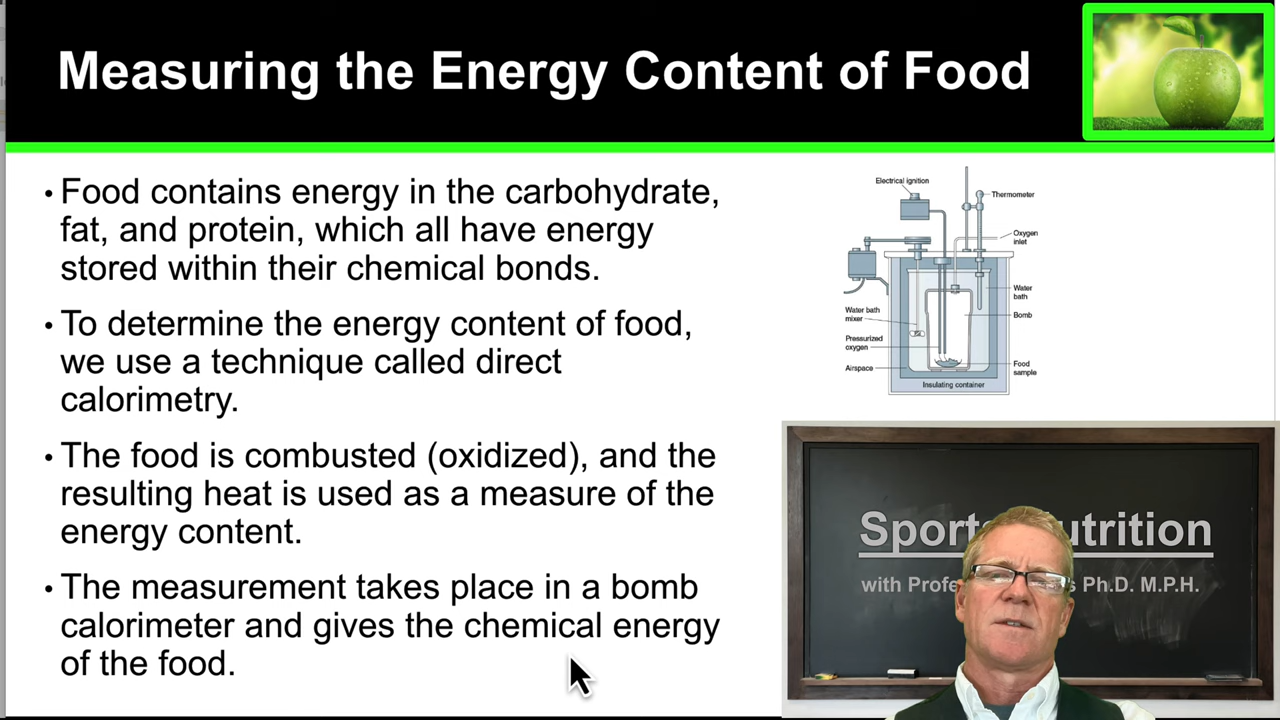 Measuring the Energy Content of Food
• Food contains energy in the carbohydrate,
fat, and protein, which all have energy
stored within their chemical bonds.
• To determine the energy content of food,
we use a technique called direct
calorimetry.
• The food is combusted (oxidized), and the
resulting heat is used as a measure of the
energy content.
• The measurement takes place in a bomb
calorimeter and gives the chemical energy
of the food.
Electrical ignition
Thermometer
Oxygen
inlet
Water
bath
Water bath
mixer
Bomb
Pressurized
oxygen
Airspace
Food
sample
Insulating container
Sports Nutrition
with Ph.D. M.P.H.